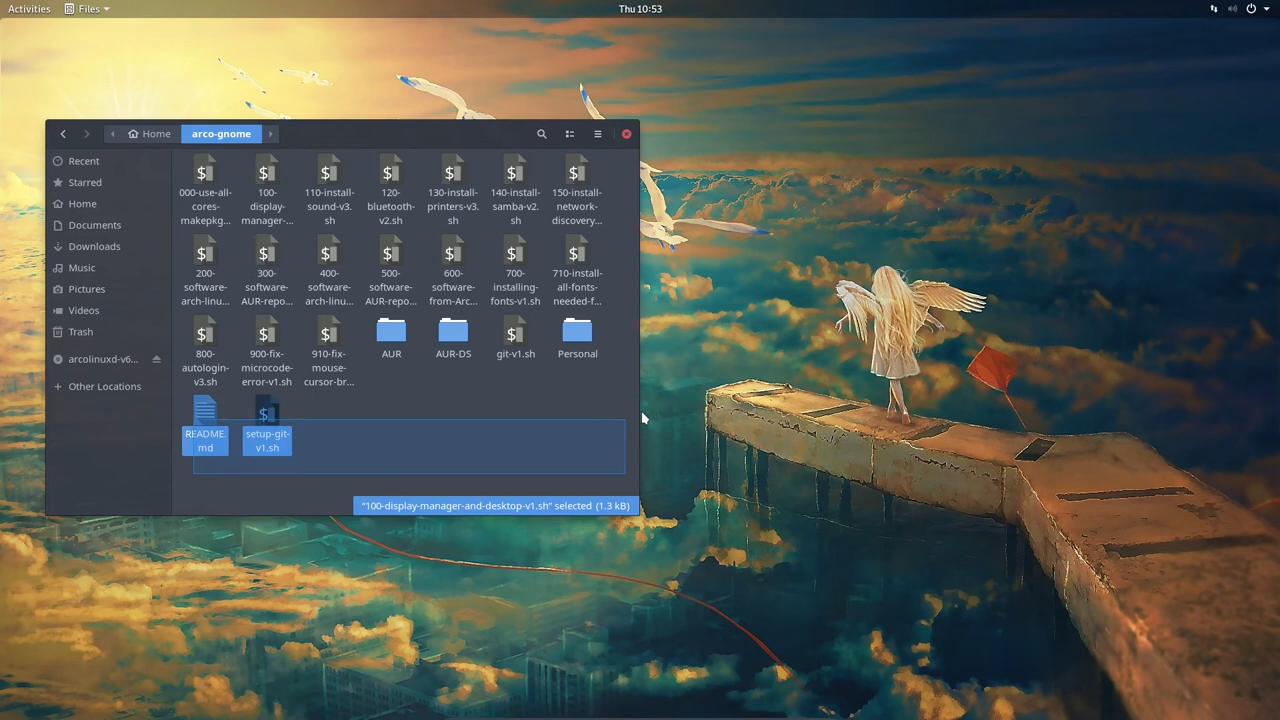 Activities
Files
Thu 10:53
Home
arco-gnome
Recent
Starred
Home
Documents
Downloads
Music
Pictures
Videos
Trash
arcolinuxd-v6...
Other Locations
000-use-all-
cores-
makepkg...
100-
display-
manager-...
110-install-
sound-v3.
sh
120-
bluetooth-
v2.sh
130-install-
printers-v3.
sh
140-install-
samba-v2.
sh
150-install-
network-
discovery...
200-
software-
arch-linu...
300-
software-
AUR-repo...
400-
software-
arch-linu...
500-
software-
AUR-repo...
600-
software-
from-Arc...
700-
installing-
fonts-v1.sh
710-install-
all-fonts-
needed-f...
800-
autologin-
v3.sh
900-fix-
microcode-
error-v1.sh
910-fix-
mouse-
cursor-br...
AUR
AUR-DS
git-v1.sh
Personal
README.
md
setup-git-
v1.sh
"100-display-manager-and-desktop-v1.sh" selected (1.3 kB)